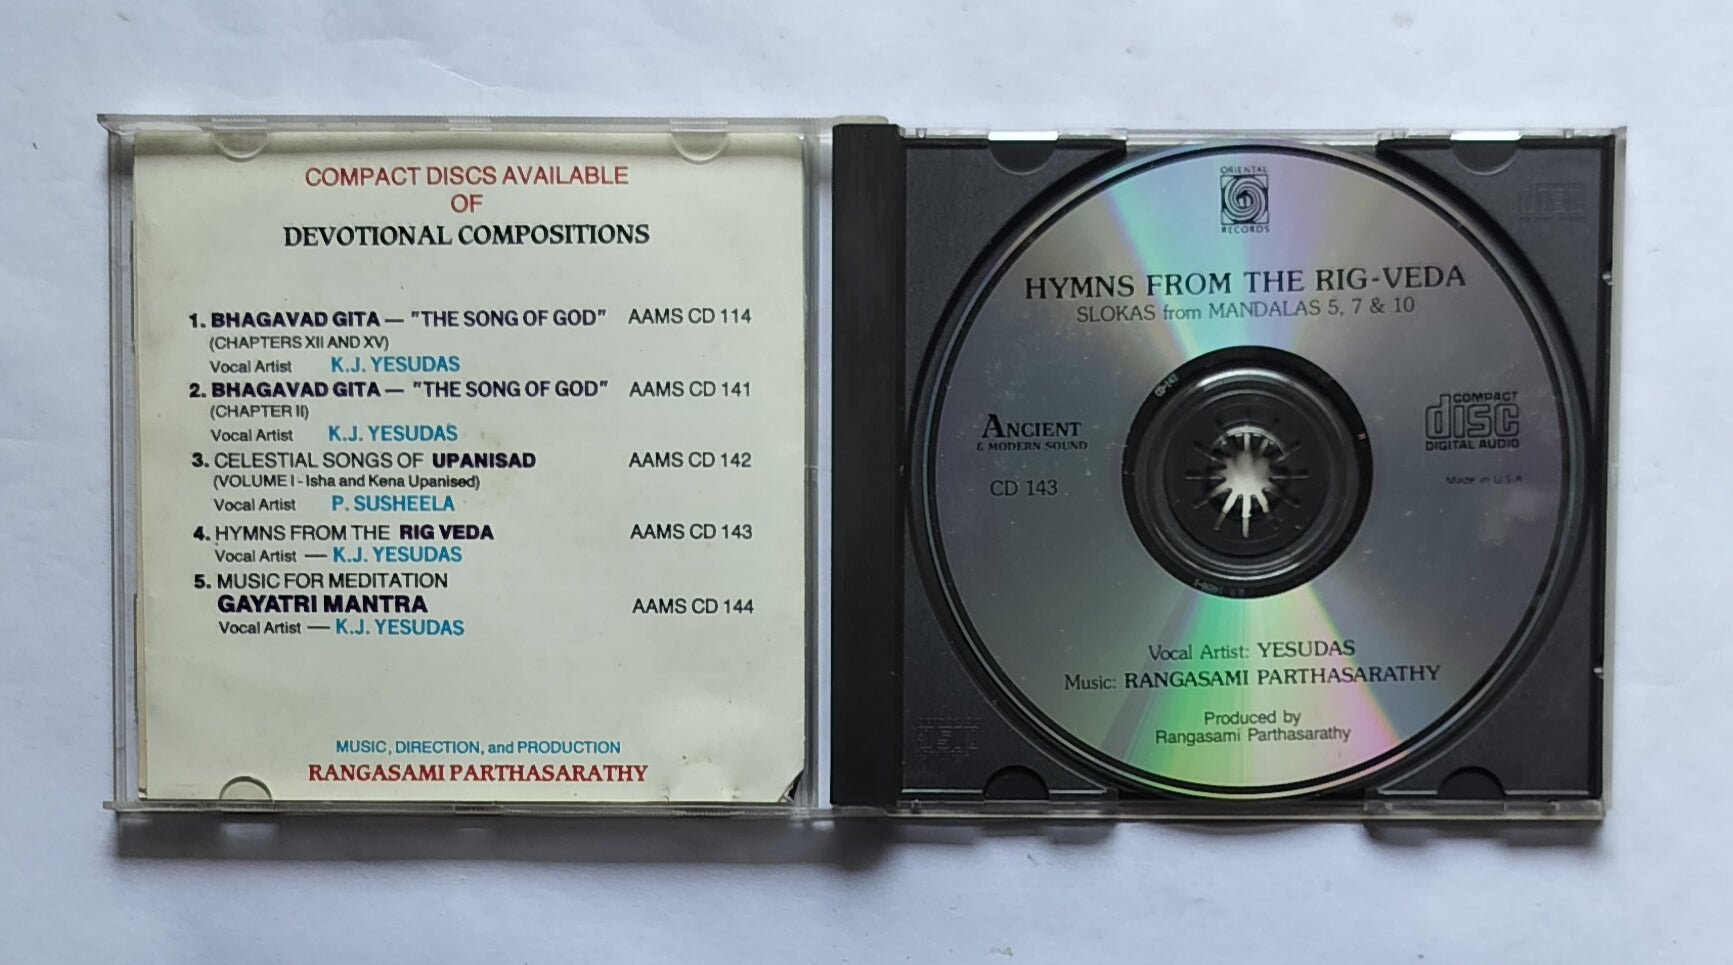 COMPACT DISCS AVAILABLE
OF
DEVOTIONAL COMPOSITIONS
1. BHAGAVAD GITA — "THE SONG OF GOD" AAMS CD 114
(CHAPTERS XII AND XV)
Vocal Artist K.J. YESUDAS
2. BHAGAVAD GITA — "THE SONG OF GOD" AAMS CD 141
(CHAPTER II)
Vocal Artist K.J. YESUDAS
3. CELESTIAL SONGS OF UPANISAD AAMS CD 142
(VOLUME I - Isha and Kena Upanised)
Vocal Artist P. SUSHEELA
4. HYMNS FROM THE RIG VEDA AAMS CD 143
Vocal Artist — K.J. YESUDAS
5. MUSIC FOR MEDITATION
GAYATRI MANTRA AAMS CD 144
Vocal Artist — K.J. YESUDAS
MUSIC, DIRECTION, and PRODUCTION
RANGASAMI PARTHASARATHY
ORIENTAL
RECORDS
HYMNS FROM THE RIG-VEDA
SLOKAS from MANDALAS 5, 7 & 10
ANCIENT
& MODERN SOUND
CD 143
COMPACT
disc
DIGITAL AUDIO
Made in U.S.A
CD-143
Vocal Artist: YESUDAS
Music: RANGASAMI PARTHASARATHY
Produced by
Rangasami Parthasarathy